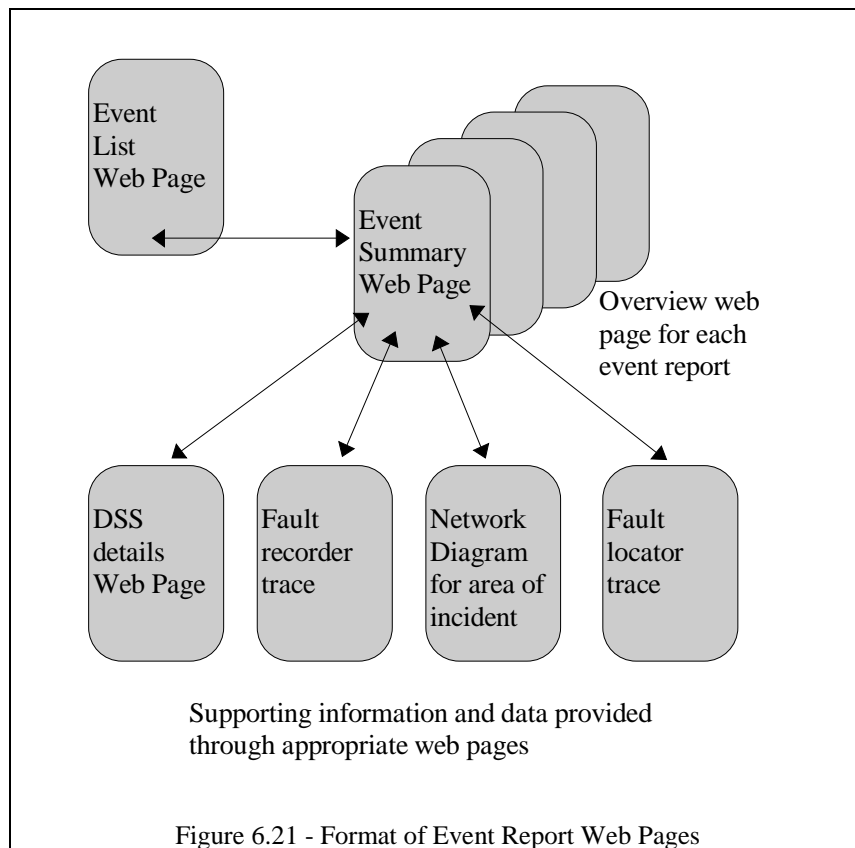 Event
List
Web Page
Event
Summary
Web Page
Overview web
page for each
event report
DSS
details
Web Page
Fault
recorder
trace
Network
Diagram
for area of
incident
Fault
locator
trace
Supporting information and data provided
through appropriate web pages
Figure 6.21 - Format of Event Report Web Pages